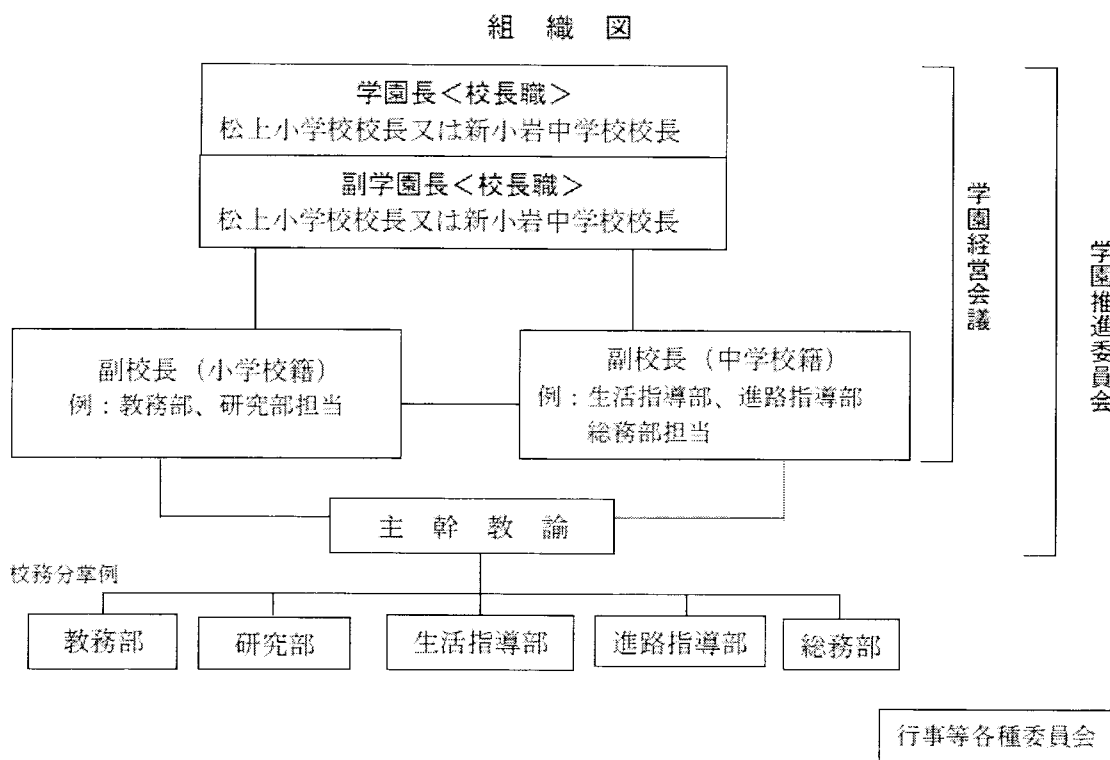 組織図
学園長＜校長職＞
松上小学校校長又は新小岩中学校校長
副学園長＜校長職＞
松上小学校校長又は新小岩中学校校長
学園経営会議
学園推進委員会
副校長（小学校籍）
例：教務部、研究部担当
副校長（中学校籍）
例：生活指導部、進路指導部
総務部担当
主幹教諭
校務分掌例
教務部
研究部
生活指導部
進路指導部
総務部
行事等各種委員会